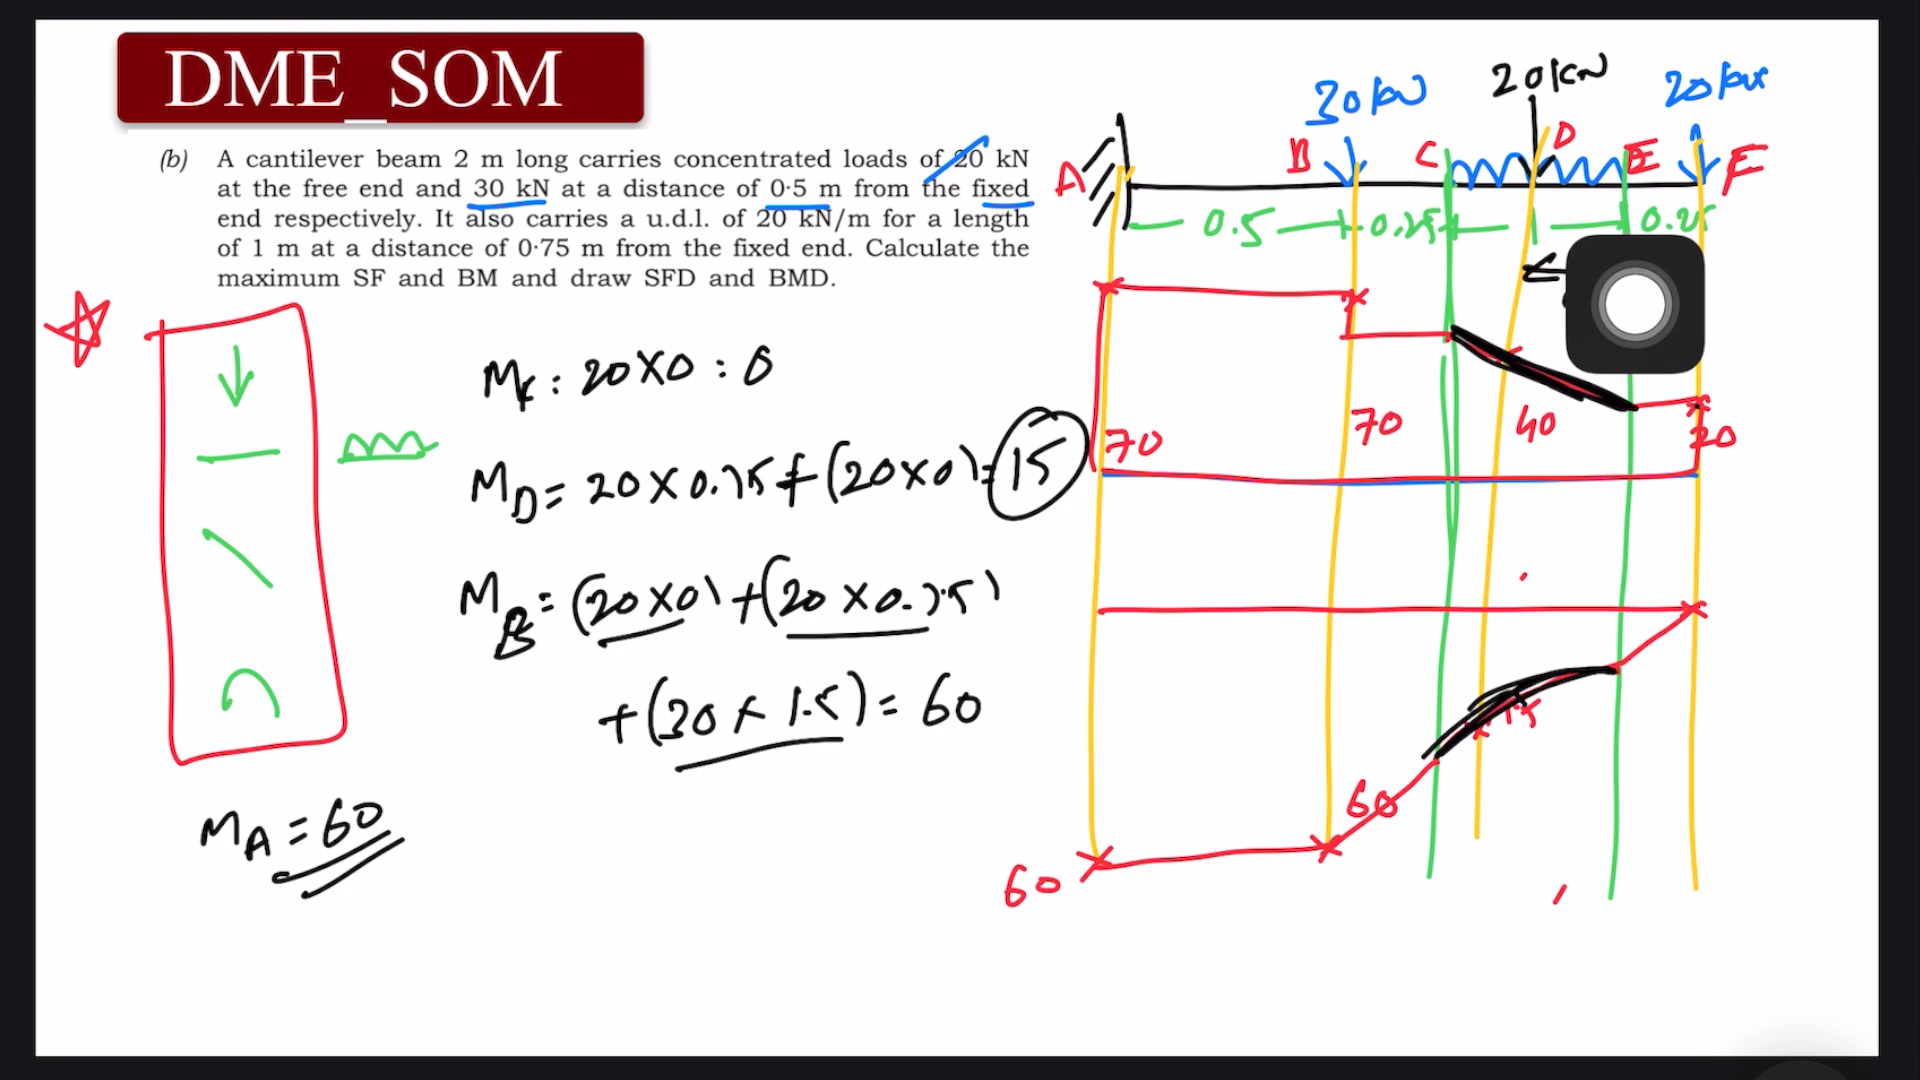 DME_SOM
(b) A cantilever beam 2 m long carries concentrated loads of 20 kN
at the free end and 30 kN at a distance of 0·5 m from the fixed
end respectively. It also carries a u.d.l. of 20 kN/m for a length
of 1 m at a distance of 0·75 m from the fixed end. Calculate the
maximum SF and BM and draw SFD and BMD.
30 kN
20 kN
20 kN
A B C D E F
0.5 0.25 0.25
MF : 20 X 0 : 0
MD = 20 X 0.75 + (20 X 0) = 15
MB = (20 X 0) + (20 X 0.75)
+ (30 X 1.5) = 60
MA = 60
70 70 40 20
15
60
60